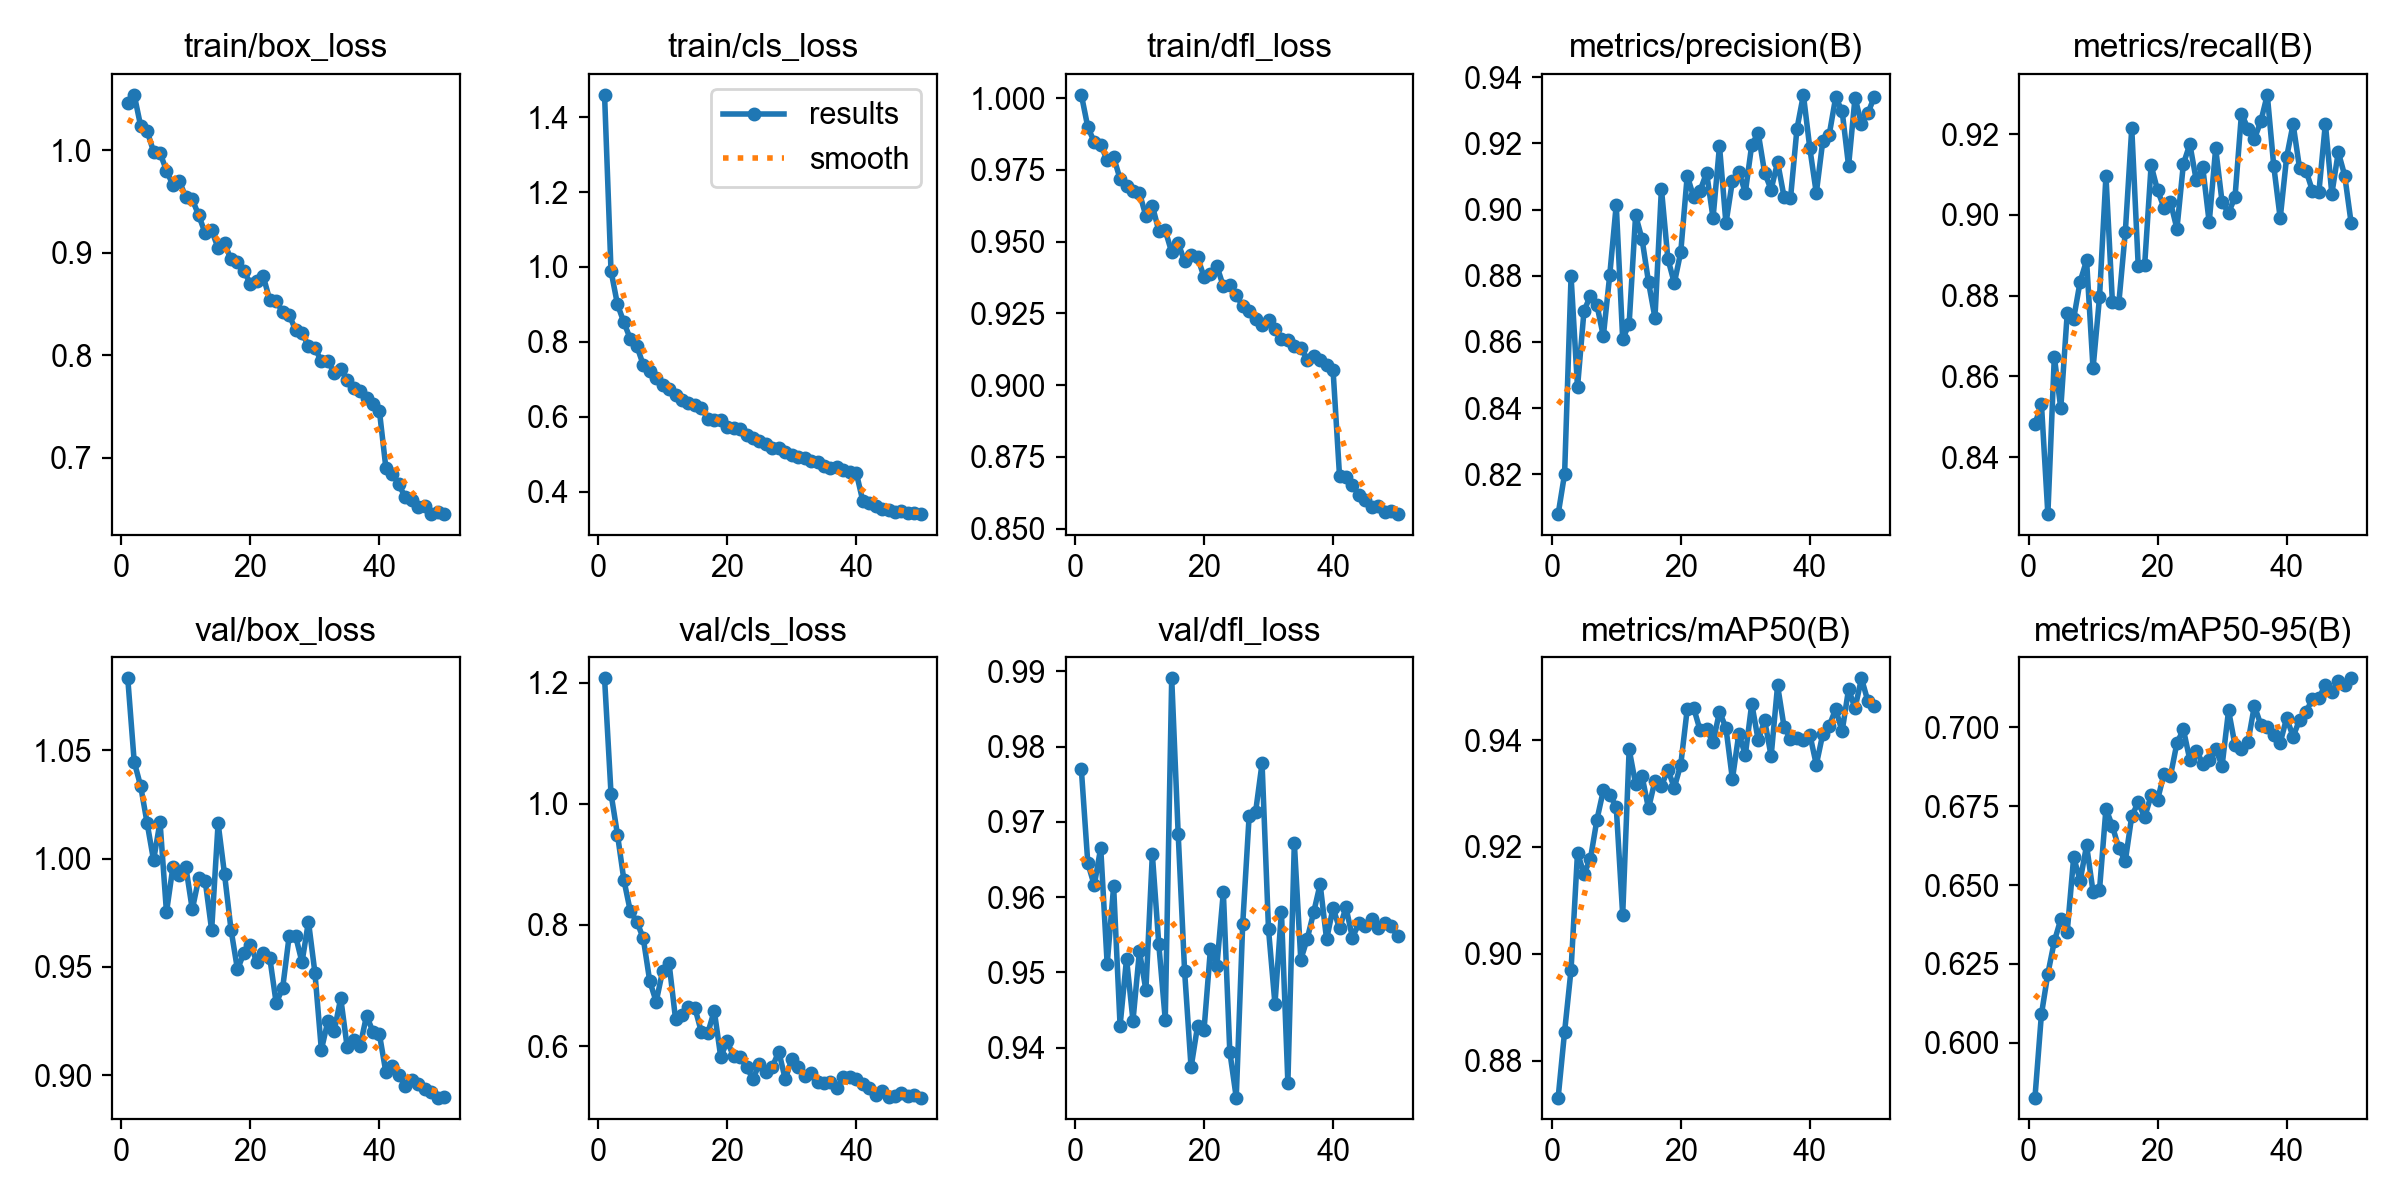 train/box_loss
train/cls_loss
train/dfl_loss
metrics/precision(B)
metrics/recall(B)
1.0
0.9
0.8
0.7
0 20 40
results
smooth
1.4
1.2
1.0
0.8
0.6
0.4
0 20 40
1.000
0.975
0.950
0.925
0.900
0.875
0.850
0 20 40
0.94
0.92
0.90
0.88
0.86
0.84
0.82
0 20 40
0.92
0.90
0.88
0.86
0.84
0 20 40
val/box_loss
val/cls_loss
val/dfl_loss
metrics/mAP50(B)
metrics/mAP50-95(B)
1.05
1.00
0.95
0.90
0 20 40
1.2
1.0
0.8
0.6
0 20 40
0.99
0.98
0.97
0.96
0.95
0.94
0 20 40
0.94
0.92
0.90
0.88
0 20 40
0.700
0.675
0.650
0.625
0.600
0 20 40